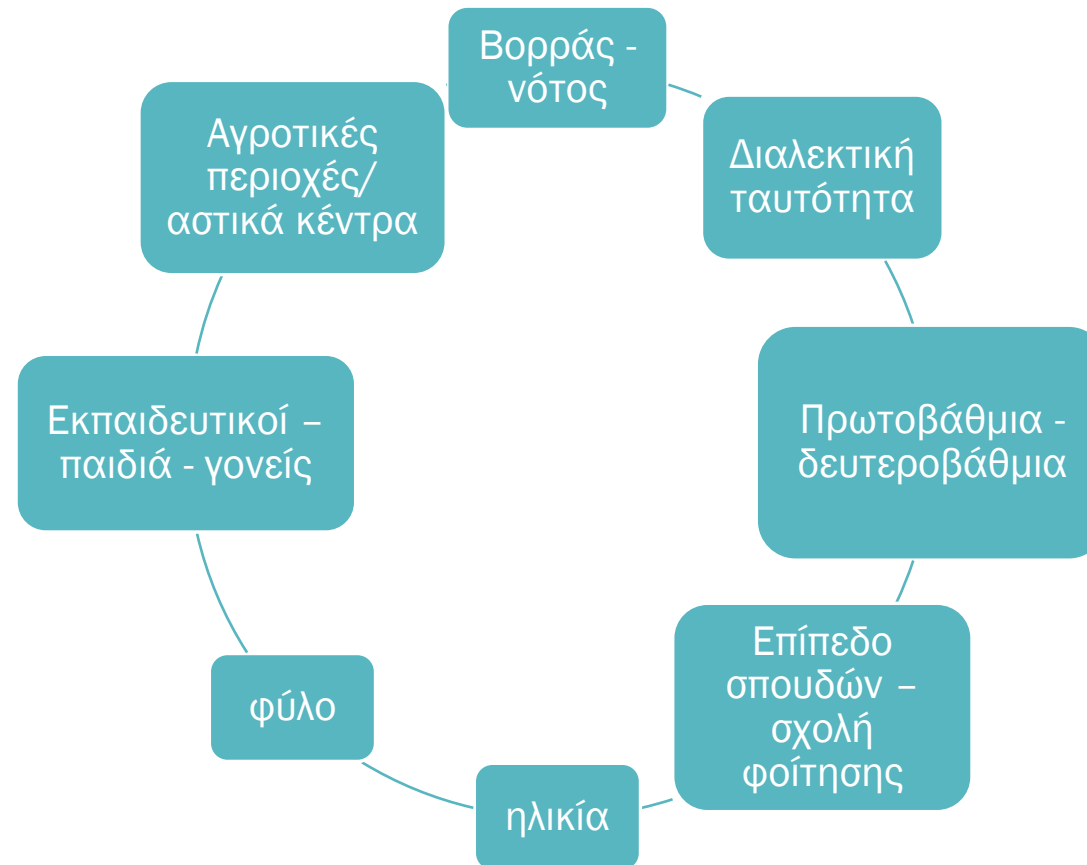 Βορράς -
νότος
Διαλεκτική
ταυτότητα
Πρωτοβάθμια -
δευτεροβάθμια
Επίπεδο
σπουδών –
σχολή
φοίτησης
ηλικία
φύλο
Εκπαιδευτικοί –
παιδιά - γονείς
Αγροτικές
περιοχές/
αστικά κέντρα